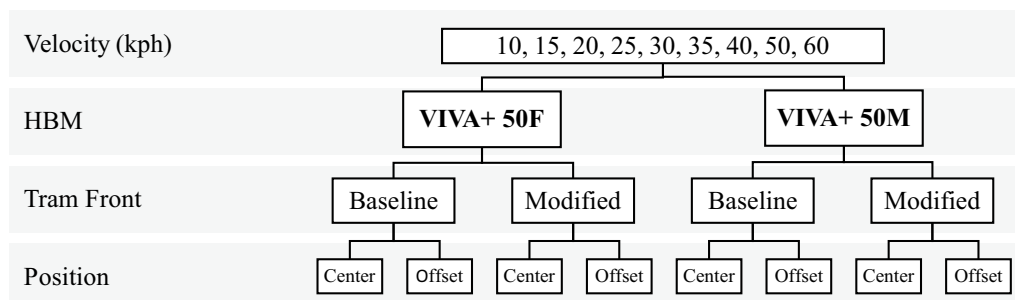 Velocity (kph) 10, 15, 20, 25, 30, 35, 40, 50, 60
HBM VIVA+ 50F VIVA+ 50M
Tram Front Baseline Modified Baseline Modified
Position Center Offset Center Offset Center Offset Center Offset